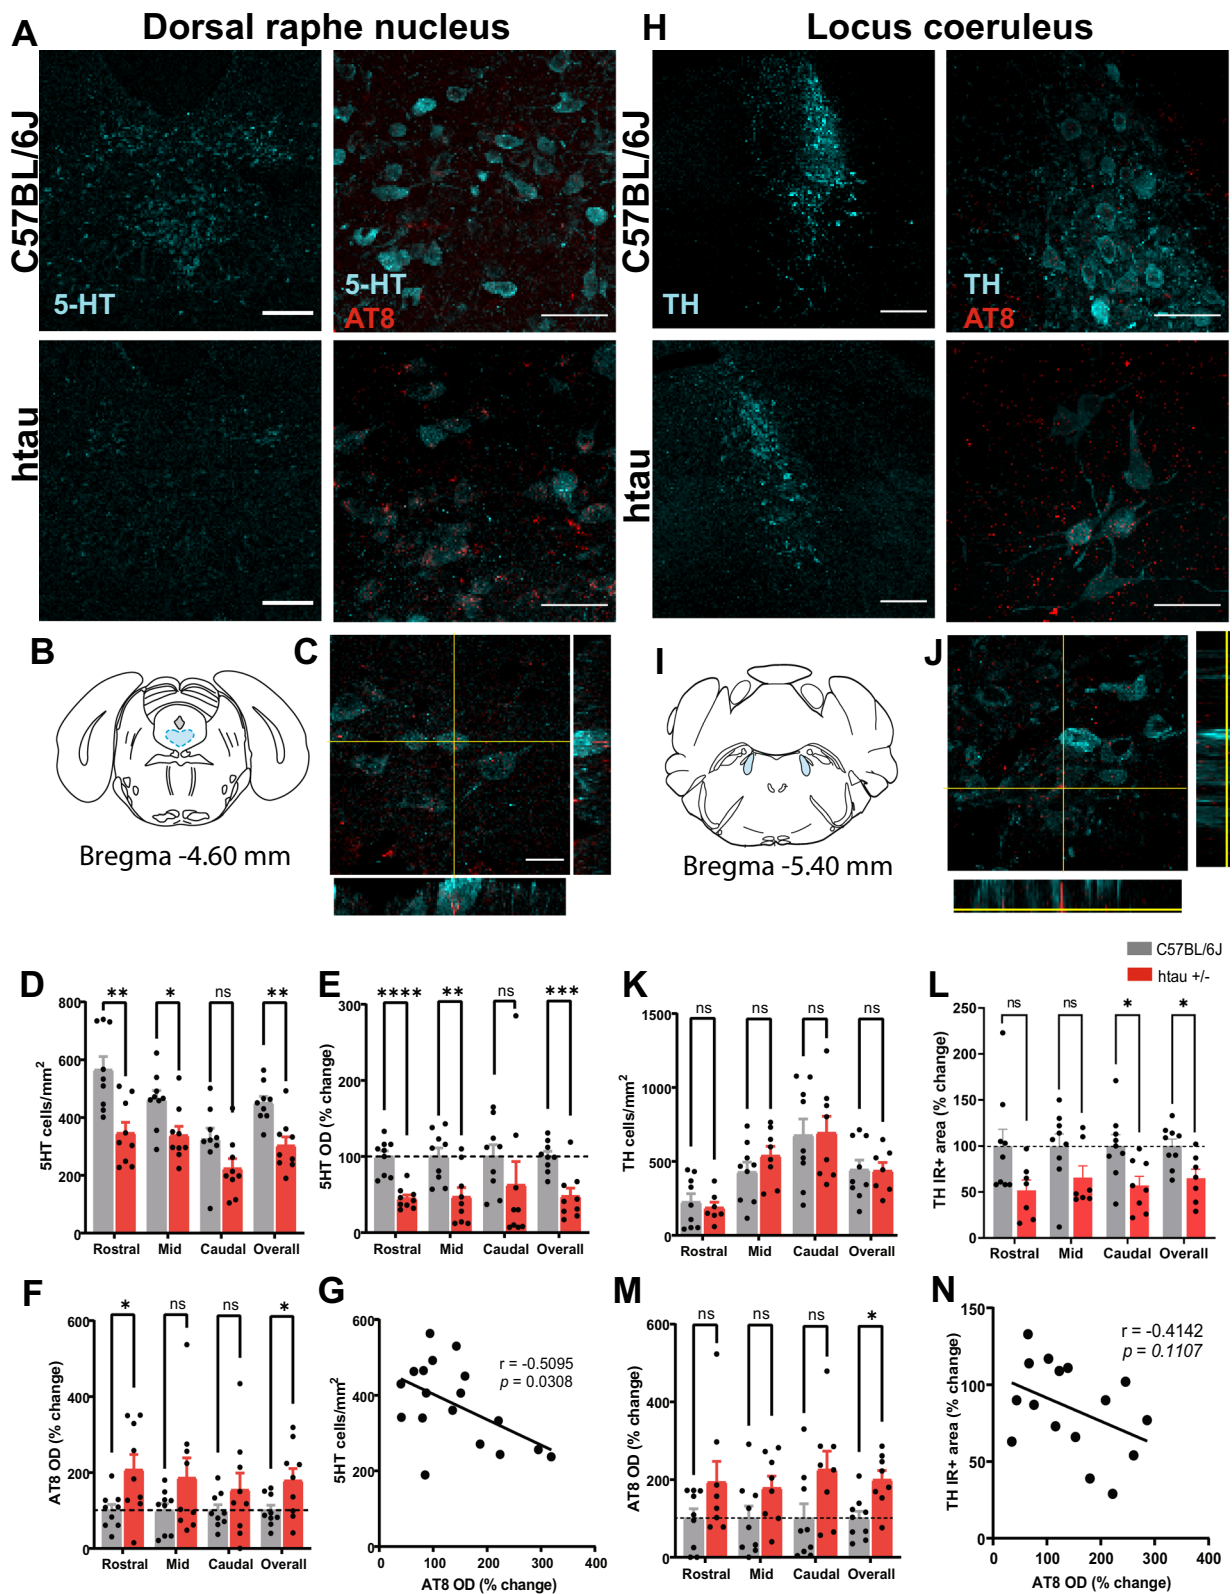 A Dorsal raphe nucleus
C57BL/6J
5-HT
5-HT
AT8
htau
B
Bregma -4.60 mm
C
H Locus coeruleus
C57BL/6J
TH
TH
AT8
htau
I
Bregma -5.40 mm
J
C57BL/6J
htau +/-
D
5HT cells/mm²
800
600
400
200
0
** * ns **
Rostral Mid Caudal Overall
E
5HT OD (% change)
300
200
100
0
**** ** ns ***
Rostral Mid Caudal Overall
K
TH cells/mm²
1500
1000
500
0
ns ns ns ns
Rostral Mid Caudal Overall
L
TH IR+ area (% change)
250
200
150
100
50
0
ns ns * *
Rostral Mid Caudal Overall
F
AT8 OD (% change)
600
400
200
0
* ns ns *
Rostral Mid Caudal Overall
G
5HT cells/mm²
600
400
200
0
r = -0.5095
p = 0.0308
0 100 200 300 400
AT8 OD (% change)
M
AT8 OD (% change)
600
400
200
0
ns ns ns *
Rostral Mid Caudal Overall
N
TH IR+ area (% change)
150
100
50
0
r = -0.4142
p = 0.1107
0 100 200 300 400
AT8 OD (% change)